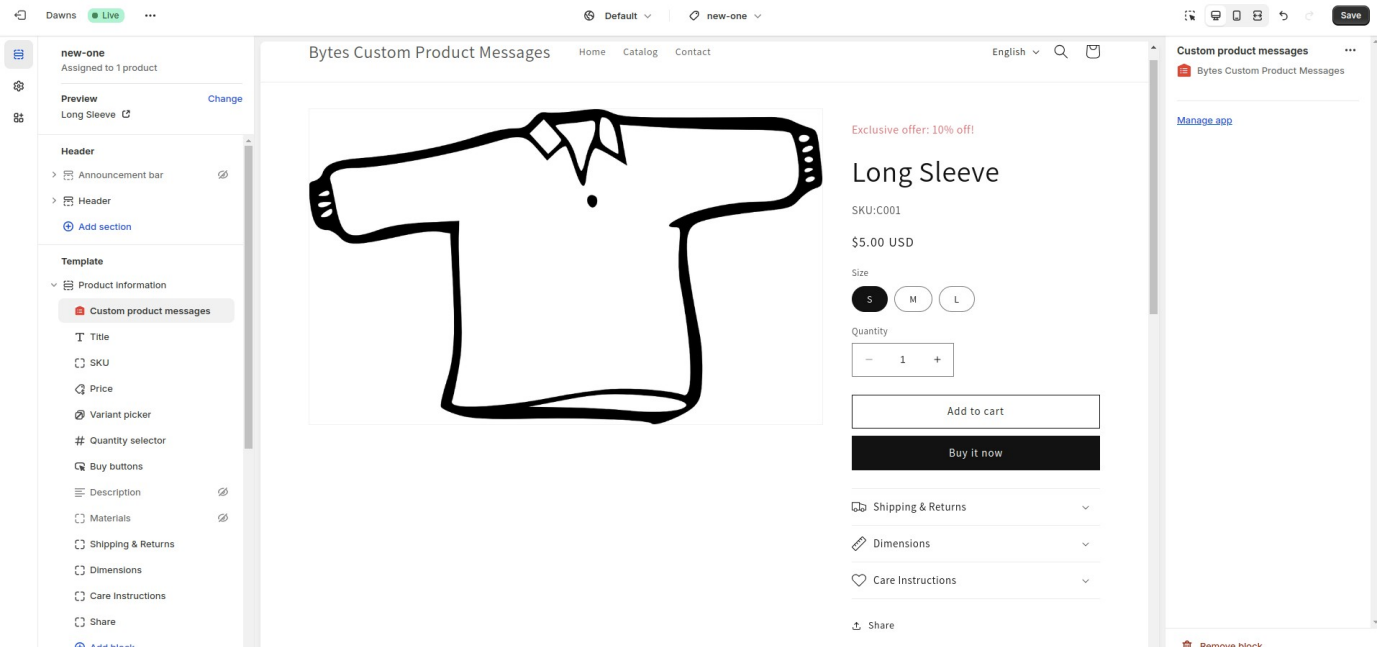 Dawns
Live
Default
new-one
Save
new-one
Assigned to 1 product
Preview
Change
Long Sleeve
Header
Announcement bar
Header
Add section
Template
Product information
Custom product messages
Title
SKU
Price
Variant picker
Quantity selector
Buy buttons
Description
Materials
Shipping & Returns
Dimensions
Care Instructions
Share
Add block
Bytes Custom Product Messages
Home
Catalog
Contact
English
Exclusive offer: 10% off!
Long Sleeve
SKU:C001
$5.00 USD
Size
S
M
L
Quantity
− 1 +
Add to cart
Buy it now
Shipping & Returns
Dimensions
Care Instructions
Share
Custom product messages
Bytes Custom Product Messages
Manage app
Remove block